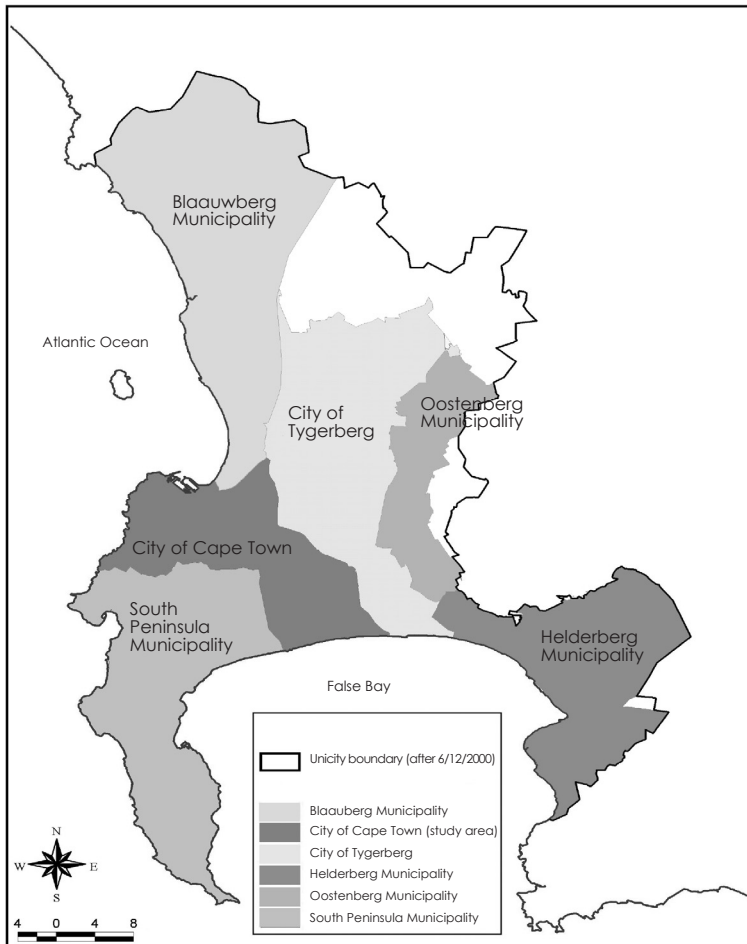 Blaauwberg
Municipality
Atlantic Ocean
City of
Tygerberg
Oostenberg
Municipality
City of Cape Town
South
Peninsula
Municipality
Helderberg
Municipality
False Bay
Unicity boundary (after 6/12/2000)
Blaauberg Municipality
City of Cape Town (study area)
City of Tygerberg
Helderberg Municipality
Oostenberg Municipality
South Peninsula Municipality
N
W E
S
4 0 4 8